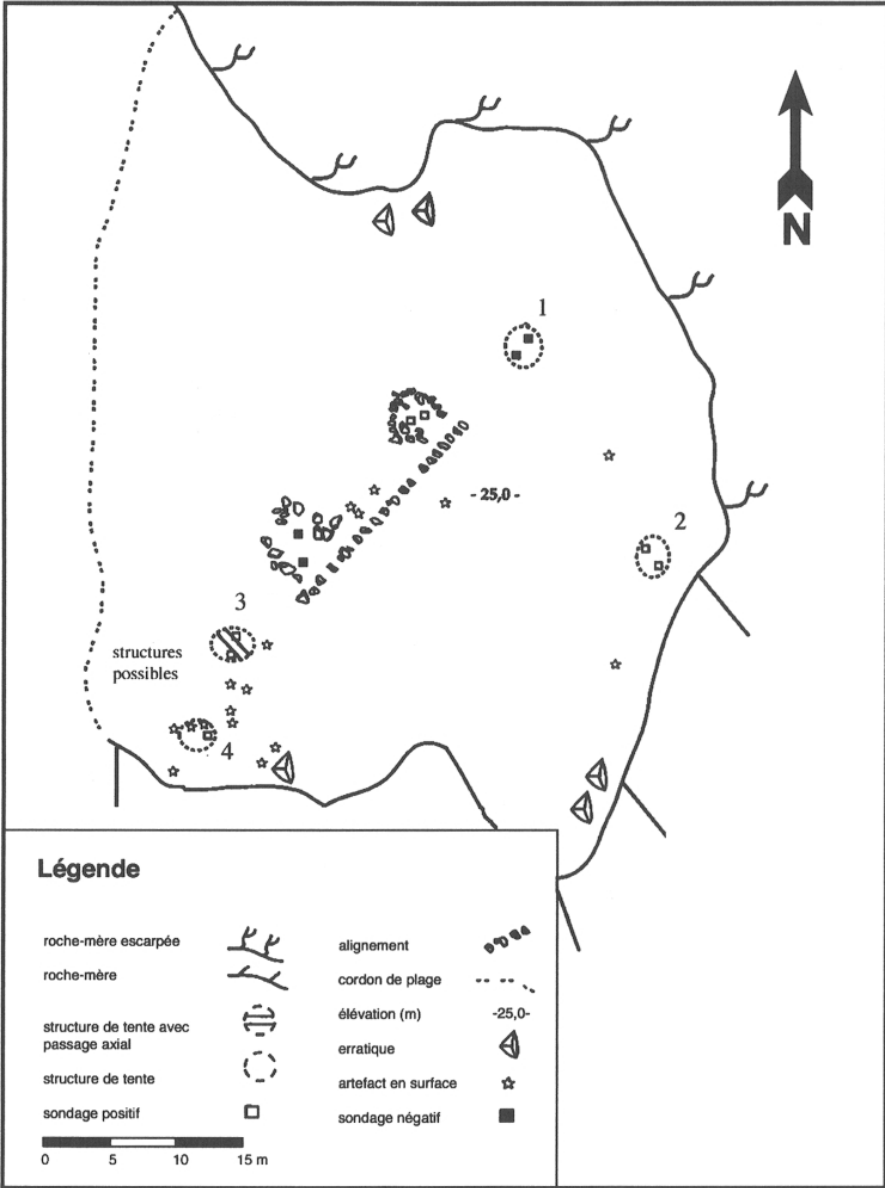 N
1
- 25,0 -
2
3
structures
possibles
4
Légende
roche-mère escarpée
roche-mère
structure de tente avec
passage axial
structure de tente
sondage positif
0 5 10 15 m
alignement
cordon de plage
élévation (m) -25,0-
erratique
artefact en surface
sondage négatif